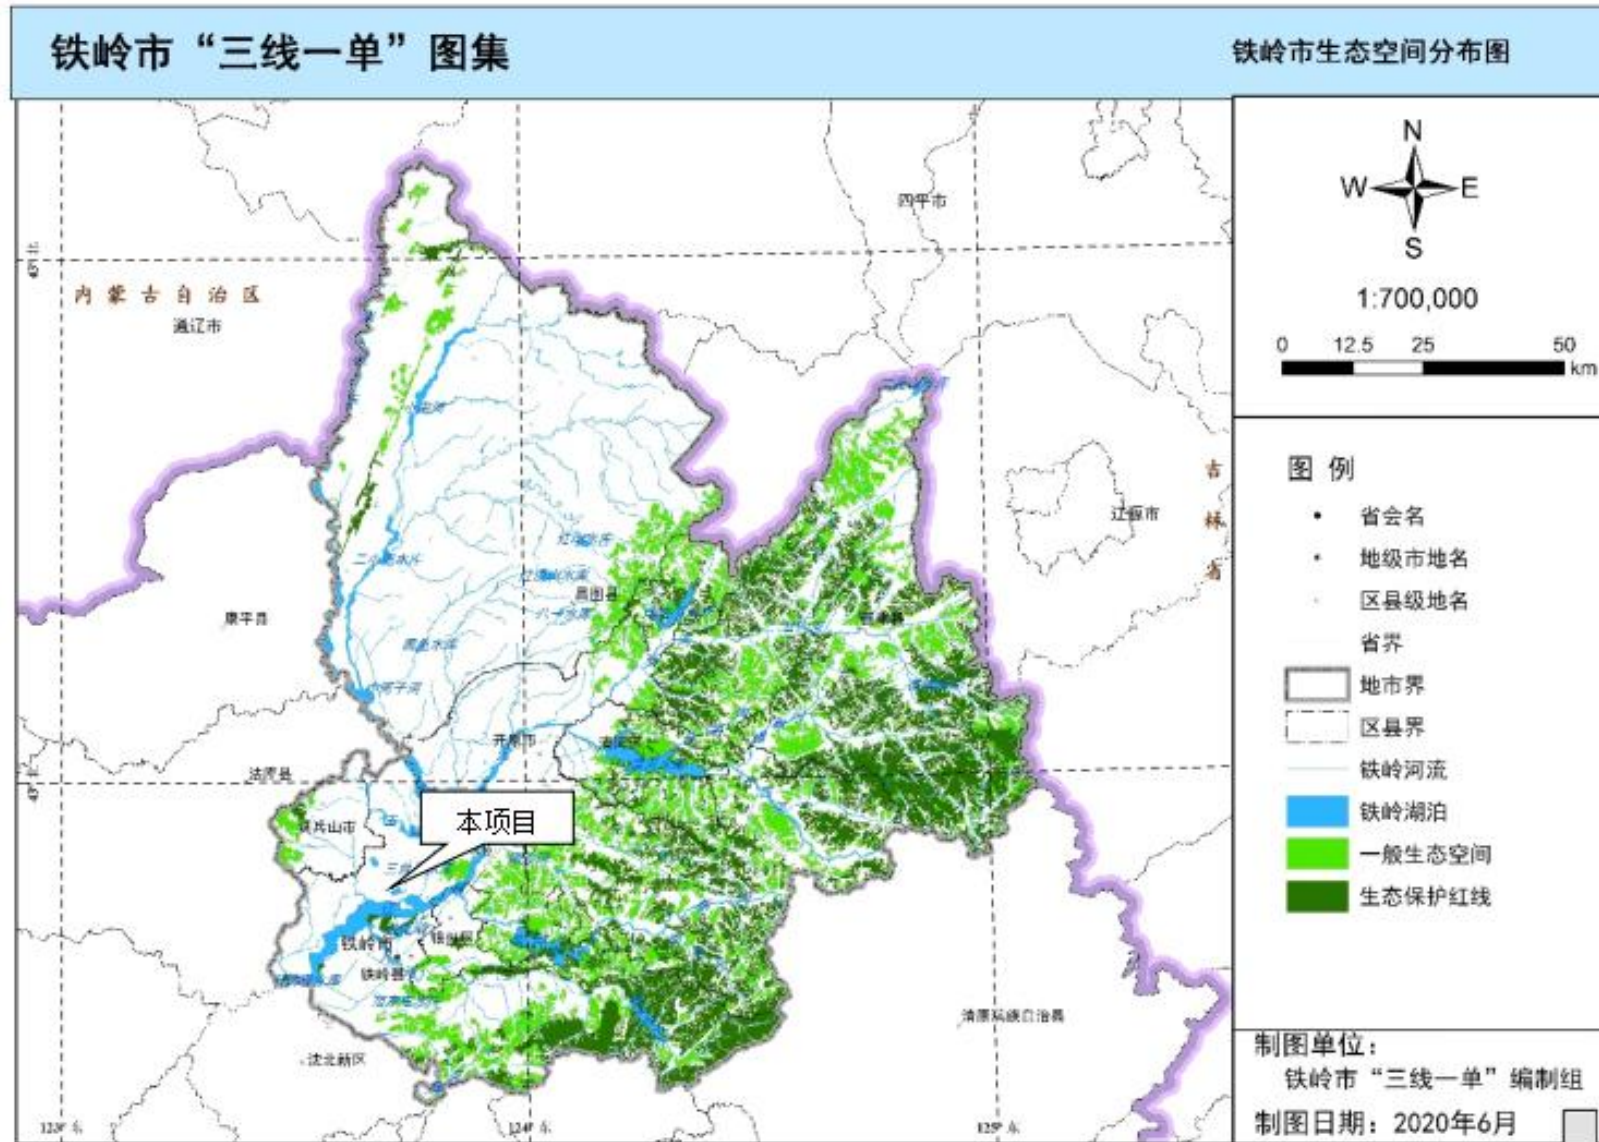 铁岭市“三线一单”图集
铁岭市生态空间分布图
N
W E
S
1:700,000
0 12.5 25 50
km
四平市
内蒙古自治区
通辽市
吉林省
辽源市
昌图县
康平县
开原市
本项目
铁岭市
铁岭县
清原满族自治县
沈北新区
123°东
124°东
125°东
图 例
省会名
地级市地名
区县级地名
省界
地市界
区县界
铁岭河流
铁岭湖泊
一般生态空间
生态保护红线
制图单位：
铁岭市“三线一单”编制组
制图日期：2020年6月